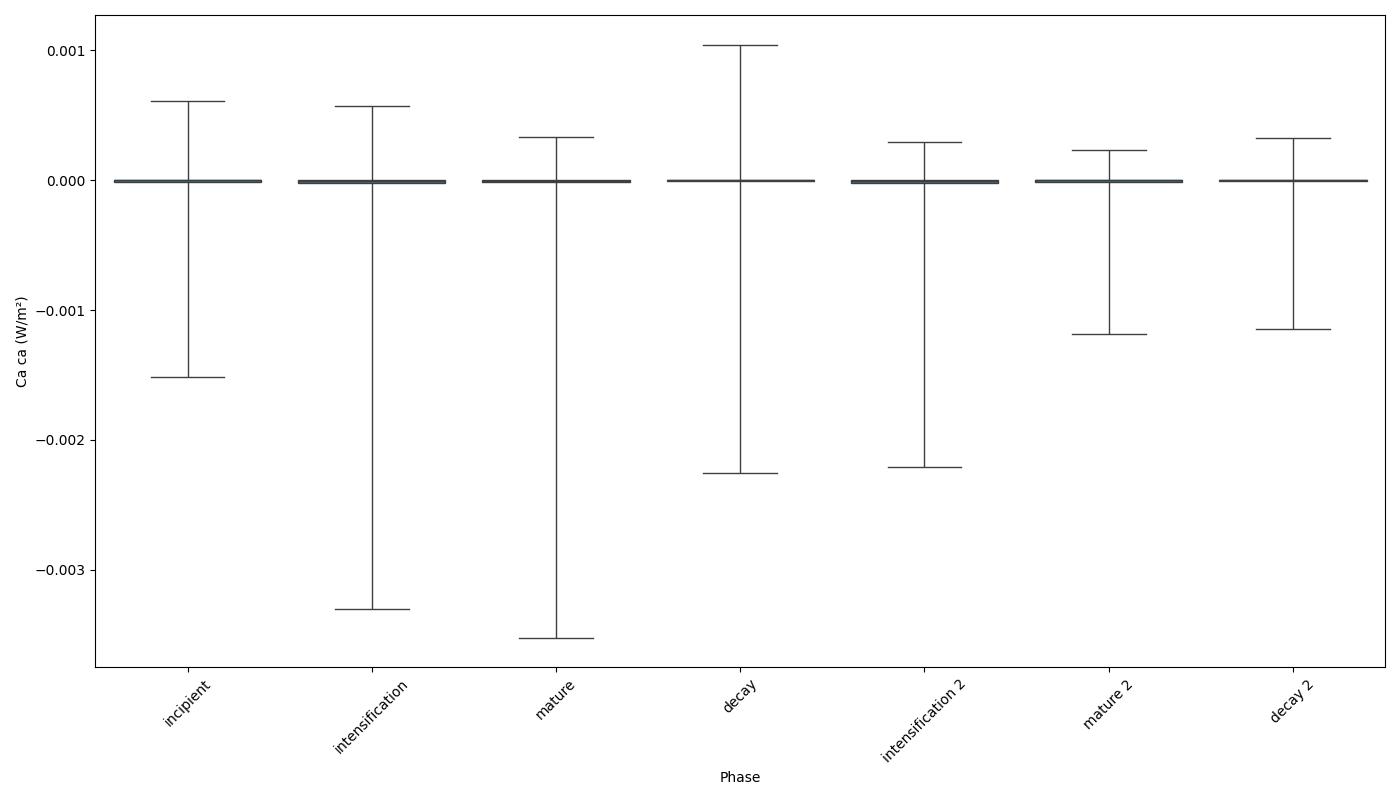 Ca ca (W/m²)
0.001
0.000
−0.001
−0.002
−0.003
incipient
intensification
mature
decay
intensification 2
mature 2
decay 2
Phase